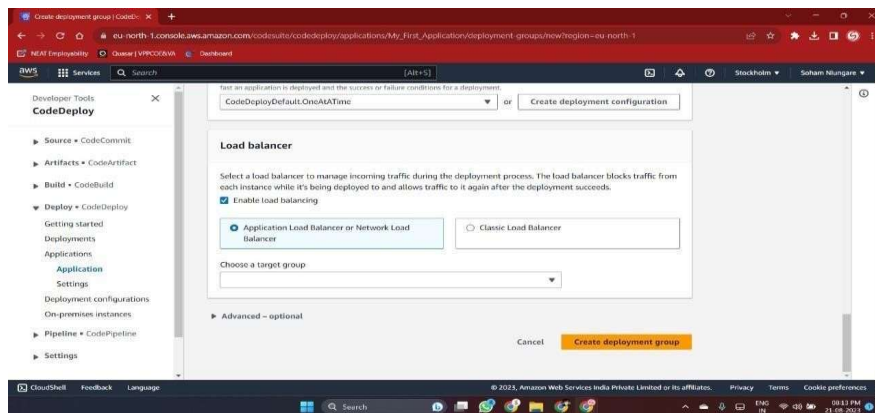 Create deployment group | CodeDe
eu-north-1.console.aws.amazon.com/codesuite/codedeploy/applications/My_First_Application/deployment-groups/new?region=eu-north-1
NEAT Employability
Quasar | VPPCOE&VA
Dashboard
aws
Services
Search
[Alt+S]
Stockholm
Soham Niungare
Developer Tools
CodeDeploy
Source • CodeCommit
Artifacts • CodeArtifact
Build • CodeBuild
Deploy • CodeDeploy
Getting started
Deployments
Applications
Application
Settings
Deployment configurations
On-premises instances
Pipeline • CodePipeline
Settings
fast an application is deployed and the success or failure conditions for a deployment.
CodeDeployDefault.OneAtATime
or
Create deployment configuration
Load balancer
Select a load balancer to manage incoming traffic during the deployment process. The load balancer blocks traffic from
each instance while it's being deployed to and allows traffic to it again after the deployment succeeds.
Enable load balancing
Application Load Balancer or Network Load
Balancer
Classic Load Balancer
Choose a target group
Advanced – optional
Cancel
Create deployment group
CloudShell
Feedback
Language
© 2023, Amazon Web Services India Private Limited or its affiliates.
Privacy
Terms
Cookie preferences
Search
ENG
IN
08:13 PM
21-08-2023